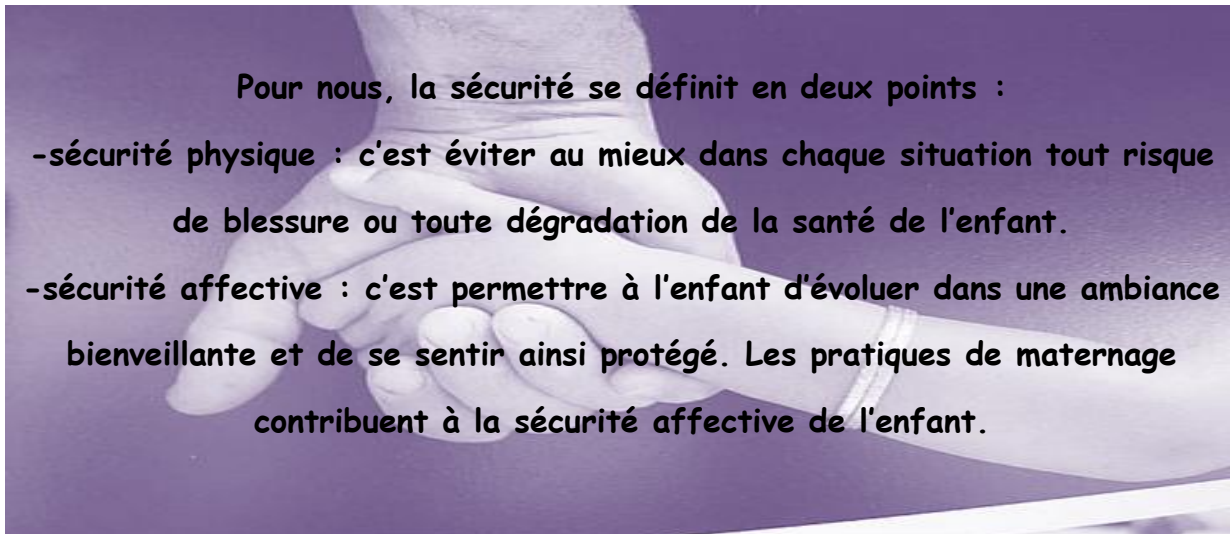 Pour nous, la sécurité se définit en deux points :
-sécurité physique : c'est éviter au mieux dans chaque situation tout risque
de blessure ou toute dégradation de la santé de l'enfant.
-sécurité affective : c'est permettre à l'enfant d'évoluer dans une ambiance
bienveillante et de se sentir ainsi protégé. Les pratiques de maternage
contribuent à la sécurité affective de l'enfant.